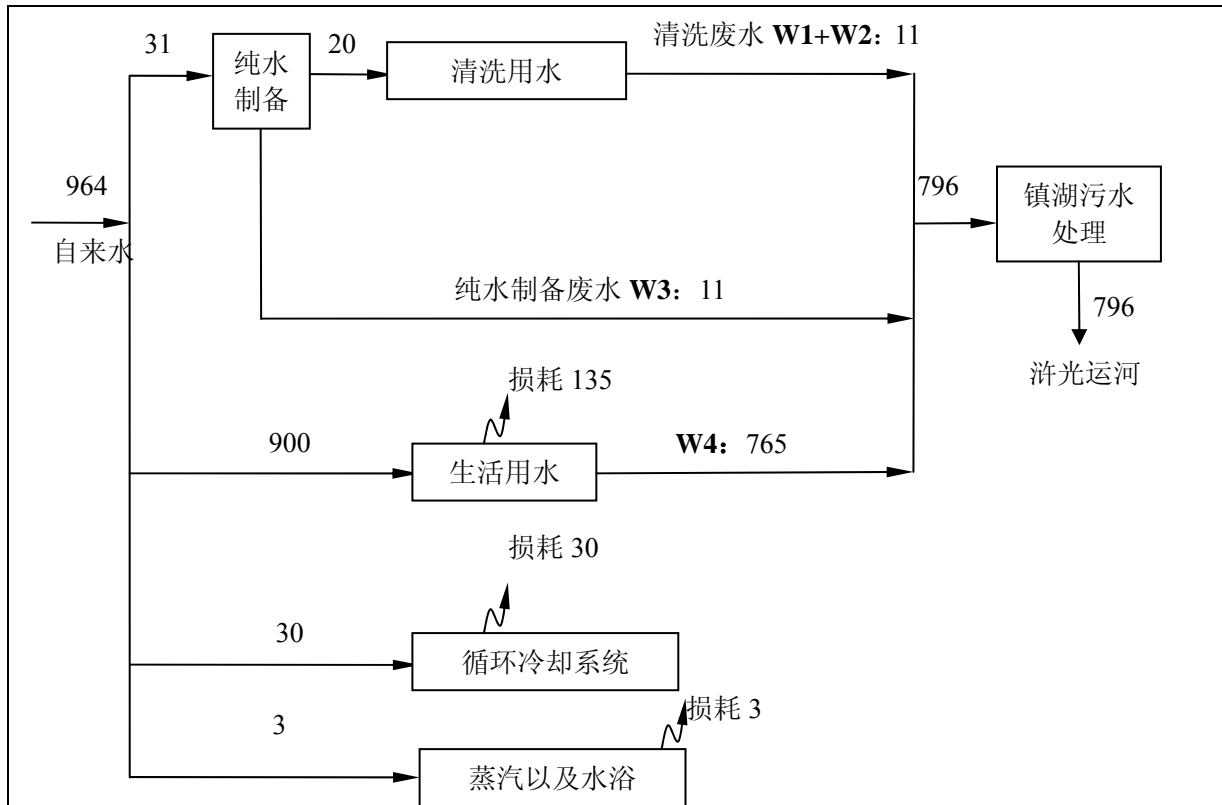 31
纯水
制备
20
清洗用水
清洗废水 W1+W2：11
964
自来水
796
镇湖污水
处理
796
浒光运河
纯水制备废水 W3：11
损耗 135
900
生活用水
W4：765
损耗 30
30
循环冷却系统
损耗 3
3
蒸汽以及水浴